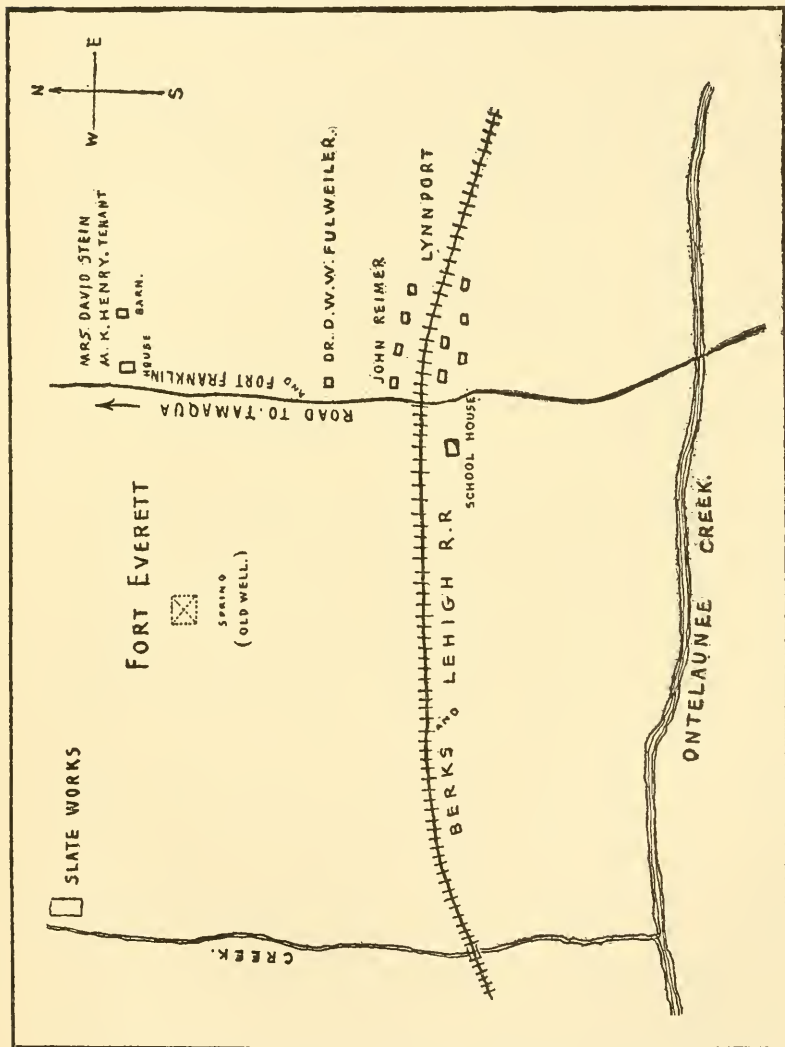 N
W E
S
MRS. DAVID STEIN
M. K. HENRY. TENANT
HOUSE BARN.
SLATE WORKS
FORT EVERETT
SPRING
(OLD WELL.)
ROAD TO TAMAQUA
AND FORT FRANKLIN
DR. D. W. W. FULWEILER.
JOHN REIMER
LYNNPORT
SCHOOL HOUSE
BERKS AND LEHIGH R.R
CREEK.
ONTELAUNEE CREEK.